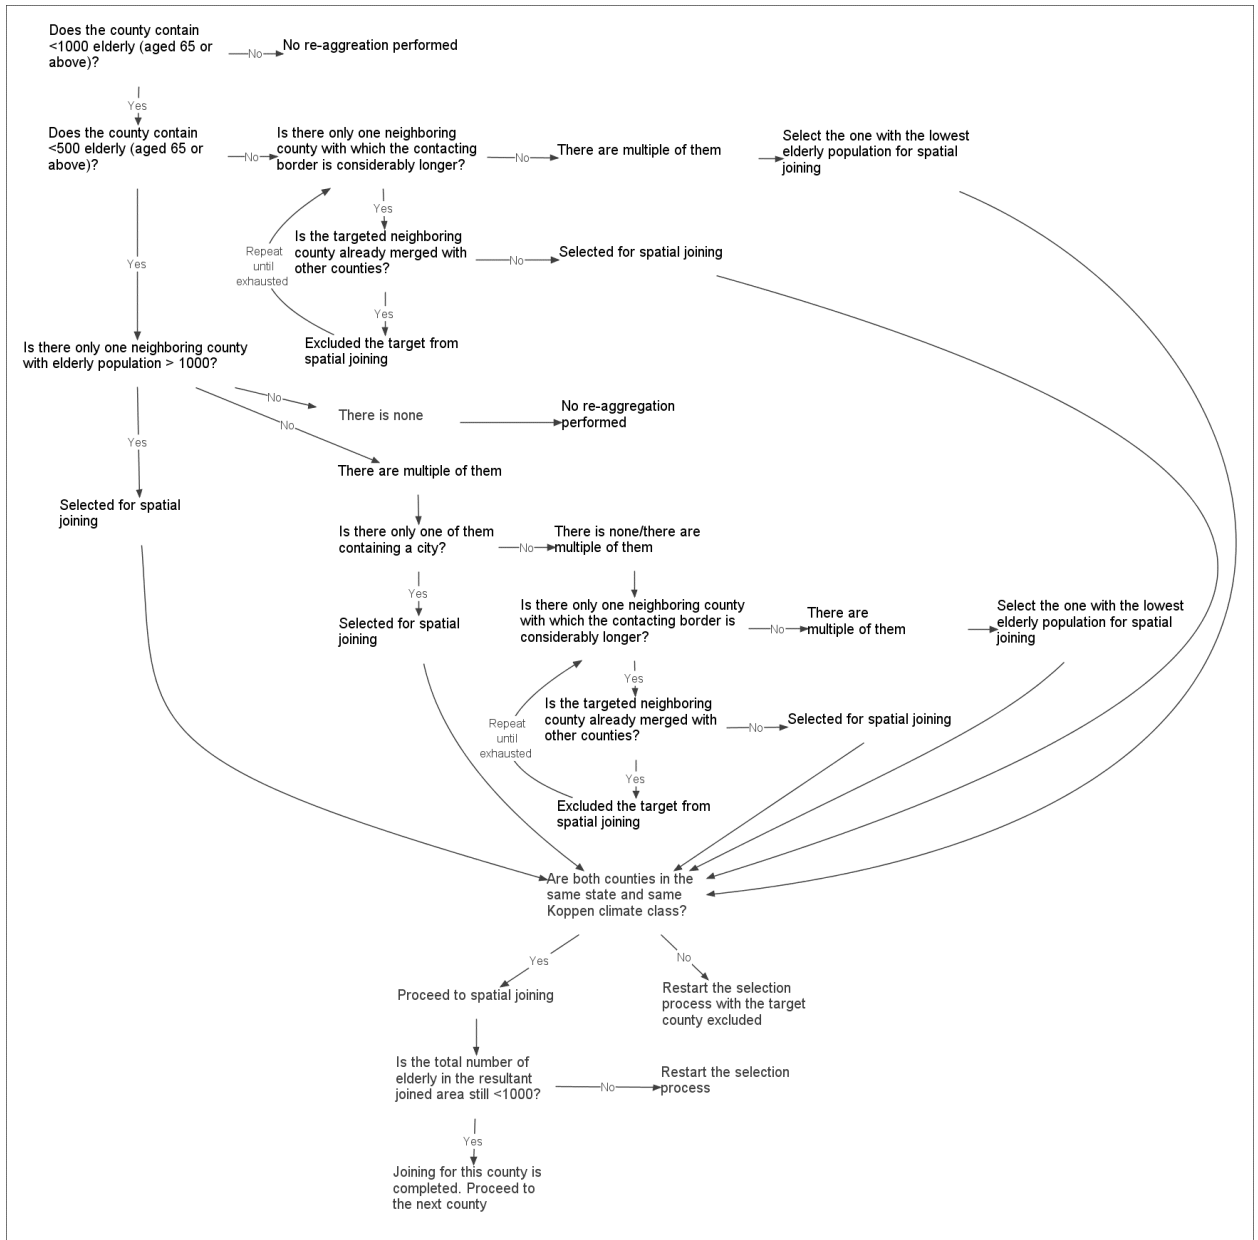 Does the county contain
<1000 elderly (aged 65 or
above)?
No
No re-aggreation performed
Yes
Does the county contain
<500 elderly (aged 65 or
above)?
No
Is there only one neighboring
county with which the contacting
border is considerably longer?
No
There are multiple of them
Select the one with the lowest
elderly population for spatial
joining
Yes
Is the targeted neighboring
county already merged with
other counties?
No
Selected for spatial joining
Repeat
until
exhausted
Yes
Excluded the target from
spatial joining
Yes
Is there only one neighboring county
with elderly population > 1000?
No
There is none
No re-aggregation
performed
No
There are multiple of them
Yes
Selected for spatial
joining
Is there only one of them
containing a city?
No
There is none/there are
multiple of them
Yes
Selected for spatial
joining
Is there only one neighboring county
with which the contacting border is
considerably longer?
No
There are
multiple of them
Select the one with the lowest
elderly population for spatial
joining
Yes
Is the targeted neighboring
county already merged with
other counties?
No
Selected for spatial joining
Repeat
until
exhausted
Yes
Excluded the target from
spatial joining
Are both counties in the
same state and same
Koppen climate class?
Yes
No
Proceed to spatial joining
Restart the selection
process with the target
county excluded
Is the total number of
elderly in the resultant
joined area still <1000?
No
Restart the selection
process
Yes
Joining for this county is
completed. Proceed to
the next county